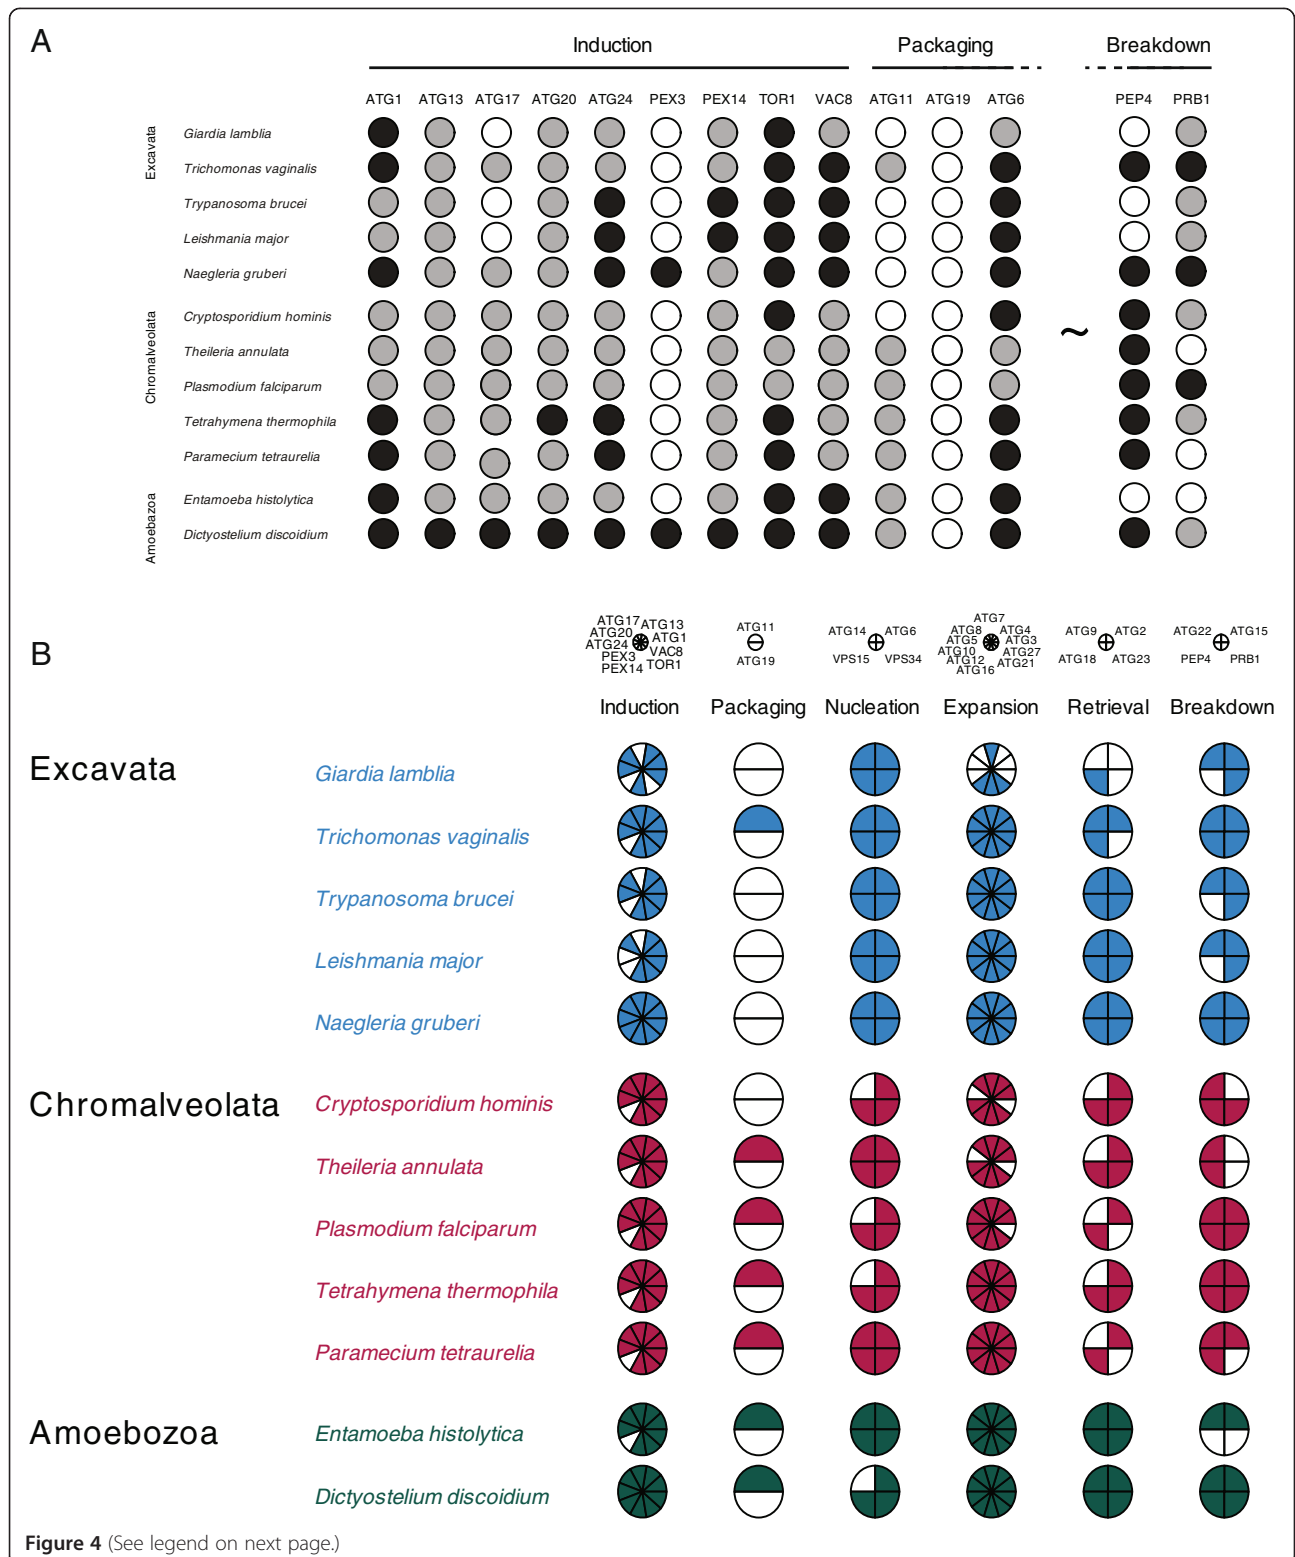 A
Induction Packaging Breakdown
ATG1 ATG13 ATG17 ATG20 ATG24 PEX3 PEX14 TOR1 VAC8 ATG11 ATG19 ATG6 PEP4 PRB1
Excavata
Giardia lamblia
Trichomonas vaginalis
Trypanosoma brucei
Leishmania major
Naegleria gruberi
Chromalveolata
Cryptosporidium hominis
Theileria annulata
~
Plasmodium falciparum
Tetrahymena thermophila
Paramecium tetraurelia
Amoebazoa
Entamoeba histolytica
Dictyostelium discoidium
B
ATG17 ATG13
ATG20 ATG1
ATG24 VAC8
PEX3 TOR1
PEX14
ATG11
ATG19
ATG14 ATG6
VPS15 VPS34
ATG7
ATG8 ATG4
ATG5 ATG3
ATG10 ATG27
ATG12 ATG21
ATG16
ATG9 ATG2
ATG18 ATG23
ATG22 ATG15
PEP4 PRB1
Induction Packaging Nucleation Expansion Retrieval Breakdown
Excavata
Giardia lamblia
Trichomonas vaginalis
Trypanosoma brucei
Leishmania major
Naegleria gruberi
Chromalveolata
Cryptosporidium hominis
Theileria annulata
Plasmodium falciparum
Tetrahymena thermophila
Paramecium tetraurelia
Amoebozoa
Entamoeba histolytica
Dictyostelium discoidium
Figure 4 (See legend on next page.)